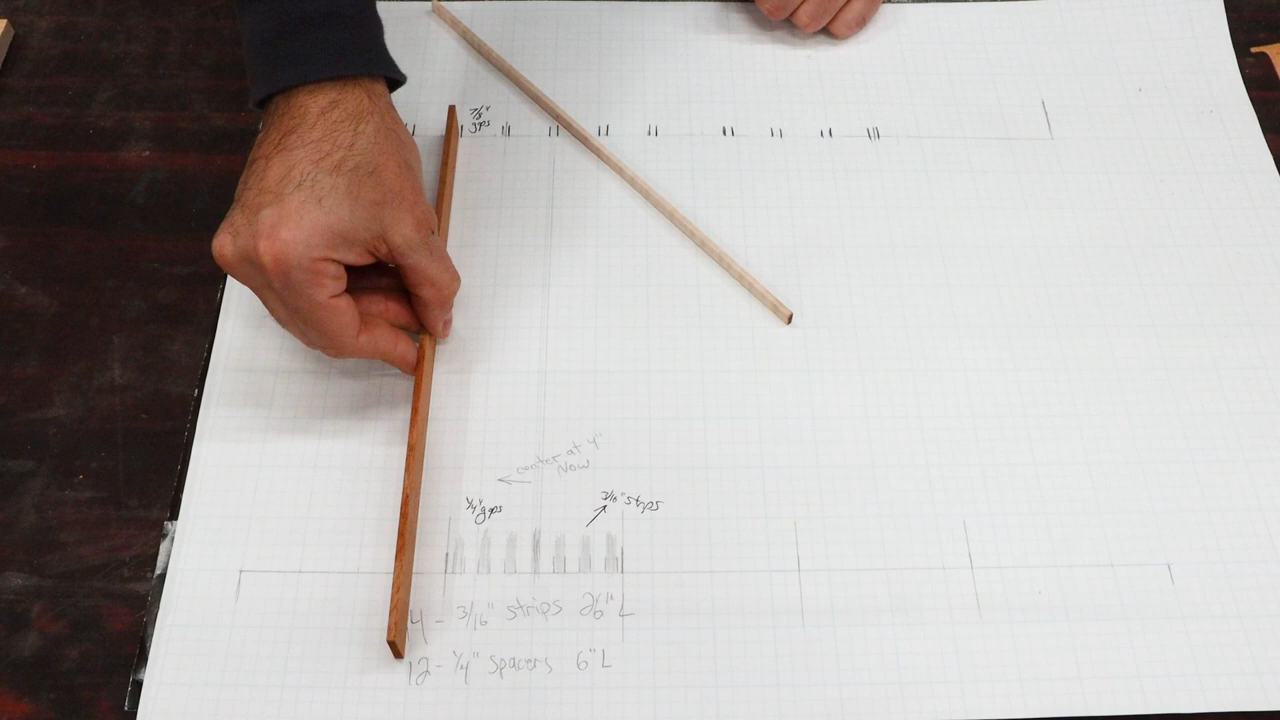 7/8"
gaps
center at 4"
Now
1/4" gaps
3/16" strips
14 - 3/16" strips 26" L
12 - 1/4" spacers 6" L